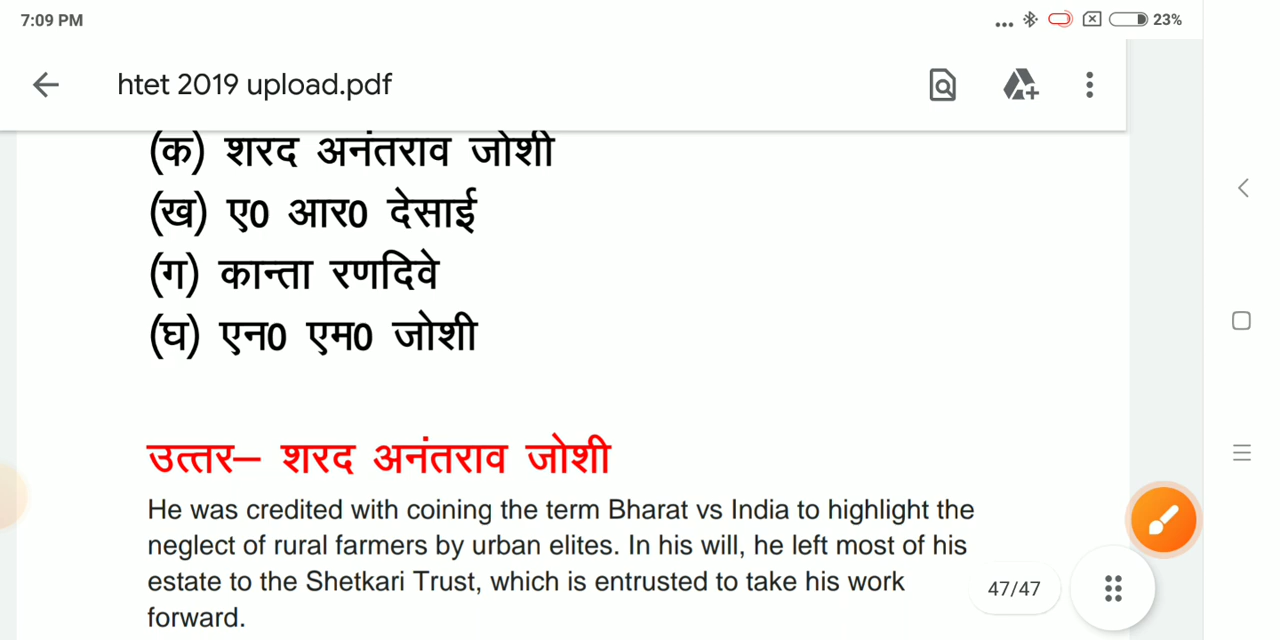 7:09 PM
23%
htet 2019 upload.pdf
(क) शरद अनंतराव जोशी
(ख) ए0 आर0 देसाई
(ग) कान्ता रणदिवे
(घ) एन0 एम0 जोशी
उत्तर– शरद अनंतराव जोशी
He was credited with coining the term Bharat vs India to highlight the
neglect of rural farmers by urban elites. In his will, he left most of his
estate to the Shetkari Trust, which is entrusted to take his work
forward.
47/47